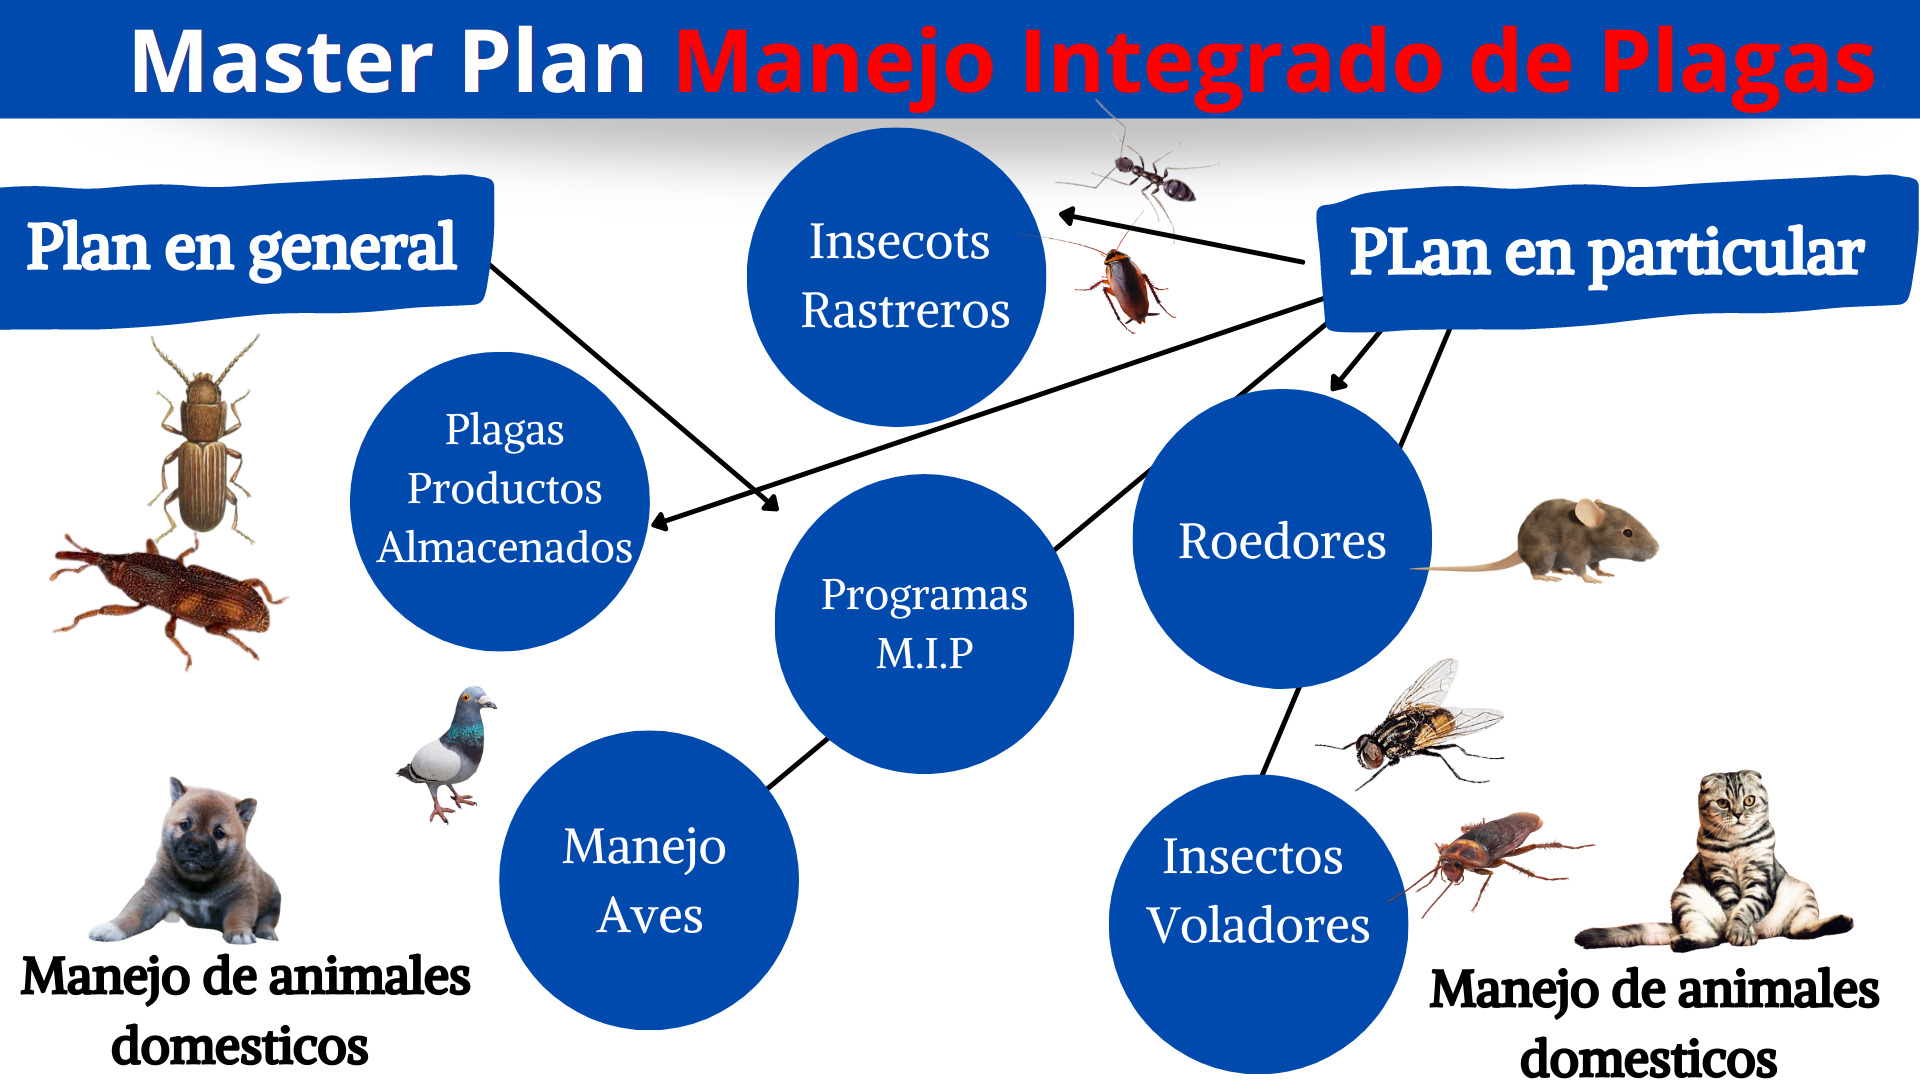 Master Plan Manejo Integrado de Plagas
Plan en general
Insecots
Rastreros
PLan en particular
Plagas
Productos
Almacenados
Programas
M.I.P
Roedores
Manejo
Aves
Insectos
Voladores
Manejo de animales
domesticos
Manejo de animales
domesticos